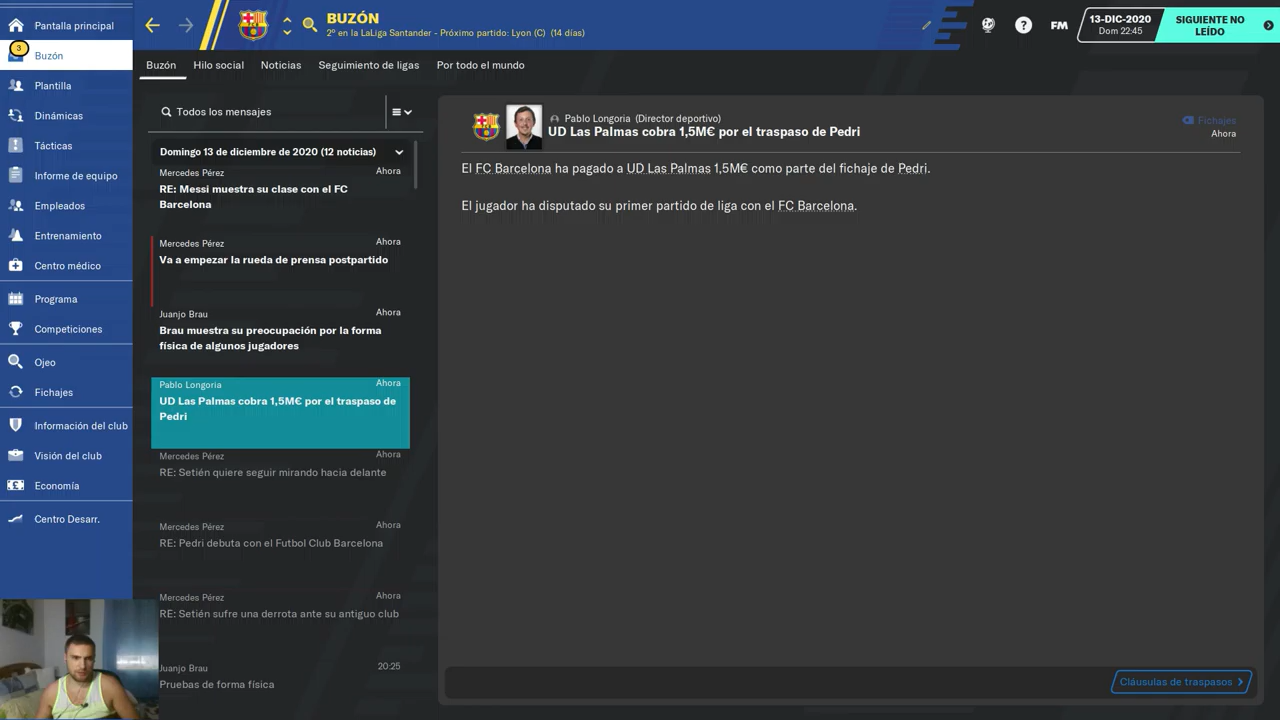 Pantalla principal
3
Buzón
Plantilla
Dinámicas
Tácticas
Informe de equipo
Empleados
Entrenamiento
Centro médico
Programa
Competiciones
Ojeo
Fichajes
Información del club
Visión del club
Economía
Centro Desarr.
BUZÓN
2º en la LaLiga Santander - Próximo partido: Lyon (C) (14 días)
?
FM
13-DIC-2020
Dom 22:45
SIGUIENTE NO
LEÍDO
Buzón Hilo social Noticias Seguimiento de ligas Por todo el mundo
Todos los mensajes
Domingo 13 de diciembre de 2020 (12 noticias)
Mercedes Pérez Ahora
RE: Messi muestra su clase con el FC
Barcelona
Mercedes Pérez Ahora
Va a empezar la rueda de prensa postpartido
Juanjo Brau Ahora
Brau muestra su preocupación por la forma
física de algunos jugadores
Pablo Longoria Ahora
UD Las Palmas cobra 1,5M€ por el traspaso de
Pedri
Mercedes Pérez Ahora
RE: Setién quiere seguir mirando hacia delante
Mercedes Pérez Ahora
RE: Pedri debuta con el Futbol Club Barcelona
Mercedes Pérez Ahora
RE: Setién sufre una derrota ante su antiguo club
Juanjo Brau 20:25
Pruebas de forma física
Pablo Longoria (Director deportivo)
UD Las Palmas cobra 1,5M€ por el traspaso de Pedri
Fichajes
Ahora
El FC Barcelona ha pagado a UD Las Palmas 1,5M€ como parte del fichaje de Pedri.
El jugador ha disputado su primer partido de liga con el FC Barcelona.
Cláusulas de traspasos